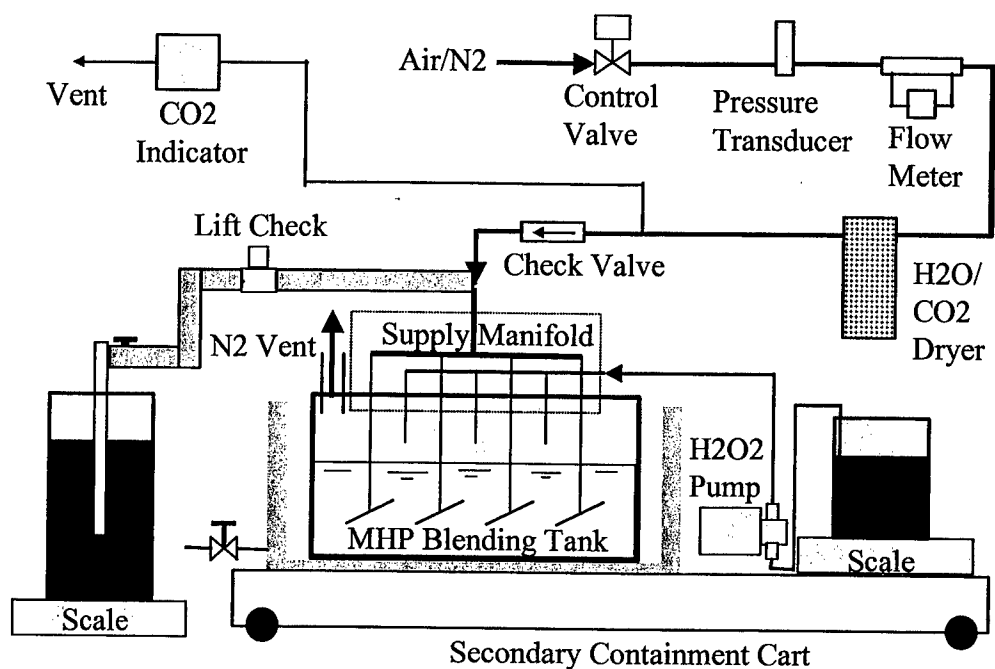 Air/N2
Vent
CO2
Indicator
Control
Valve
Pressure
Transducer
Flow
Meter
Lift Check
Check Valve
H2O/
CO2
Dryer
N2 Vent
Supply Manifold
H2O2
Pump
MHP Blending Tank
Scale
Scale
Secondary Containment Cart